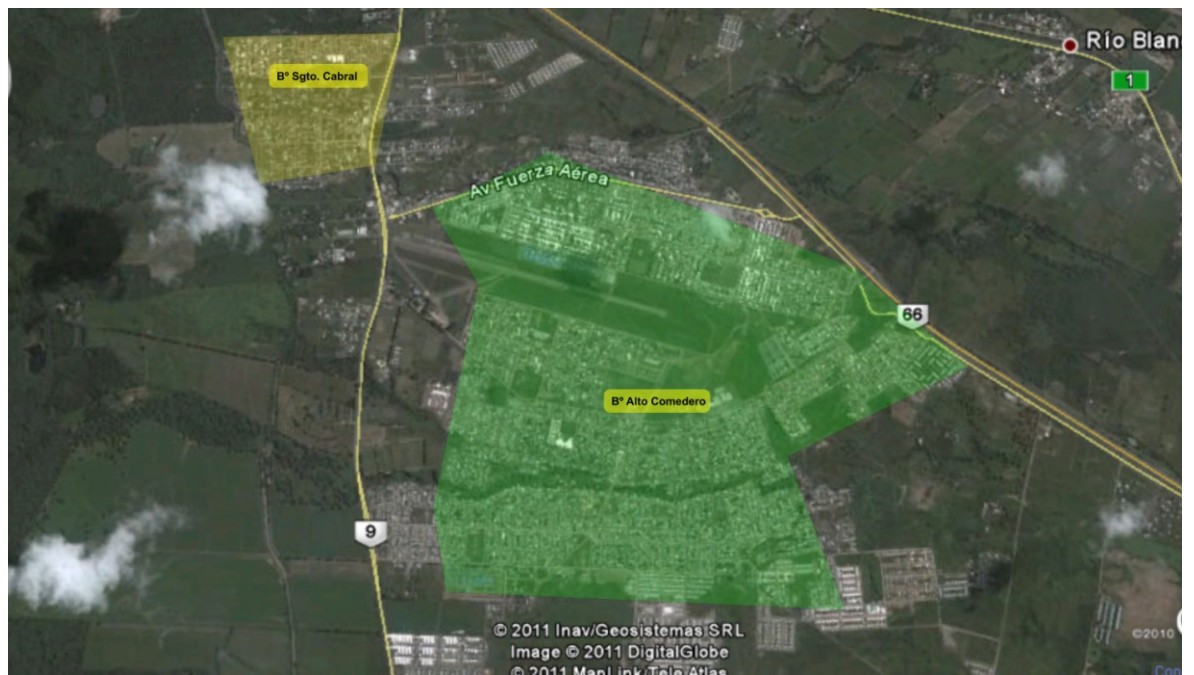 Bº Sgto. Cabral
Río Blan
1
Av Fuerza Aérea
66
Bº Alto Comedero
9
© 2011 Inav/Geosistemas SRL
Image © 2011 DigitalGlobe
© 2011 MapLink/Tele Atlas
©2010